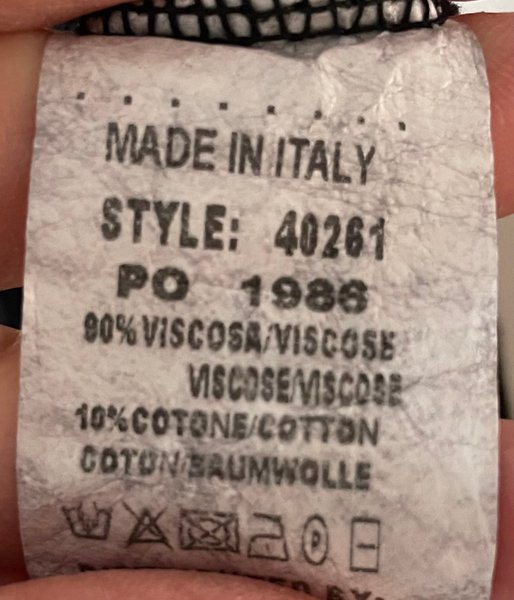 MADE IN ITALY
STYLE: 40261
PO 1986
90% VISCOSA/VISCOSE
VISCOSE/VISCOSE
10% COTONE/COTTON
COTON/BAUMWOLLE
P